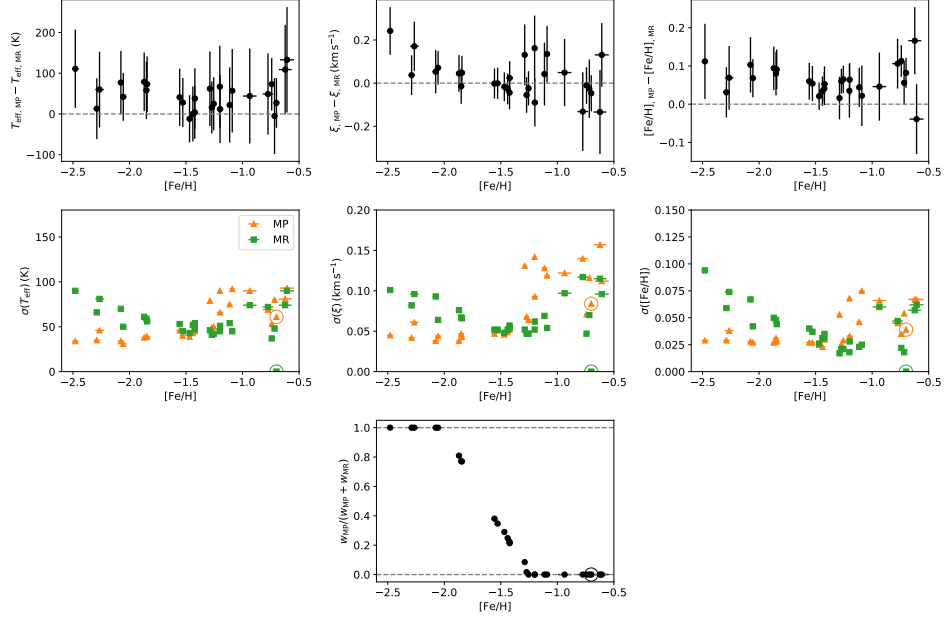 T_eff, MP − T_eff, MR (K)
100
50
0
−50
−100
−2.5 −2.0 −1.5 −1.0 −0.5
[Fe/H]
ξ, MP − ξ, MR (km s⁻¹)
0.2
0.0
−0.2
−2.5 −2.0 −1.5 −1.0 −0.5
[Fe/H]
[Fe/H], MP − [Fe/H], MR
0.2
0.1
0.0
−0.1
−2.5 −2.0 −1.5 −1.0 −0.5
[Fe/H]
σ(T_eff) (K)
150
100
50
0
−2.5 −2.0 −1.5 −1.0 −0.5
[Fe/H]
MP
MR
σ(ξ) (km s⁻¹)
0.20
0.15
0.10
0.05
0.00
−2.5 −2.0 −1.5 −1.0 −0.5
[Fe/H]
σ([Fe/H])
0.150
0.125
0.100
0.075
0.050
0.025
0.000
−2.5 −2.0 −1.5 −1.0 −0.5
[Fe/H]
w_MP/(w_MP + w_MR)
1.0
0.8
0.6
0.4
0.2
0.0
−2.5 −2.0 −1.5 −1.0 −0.5
[Fe/H]